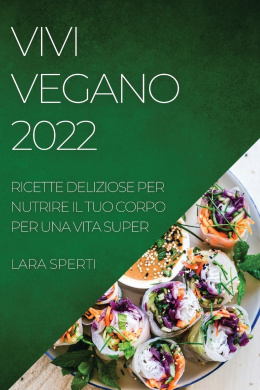 VIVI
VEGANO
2022
RICETTE DELIZIOSE PER
NUTRIRE IL TUO CORPO
PER UNA VITA SUPER
LARA SPERTI